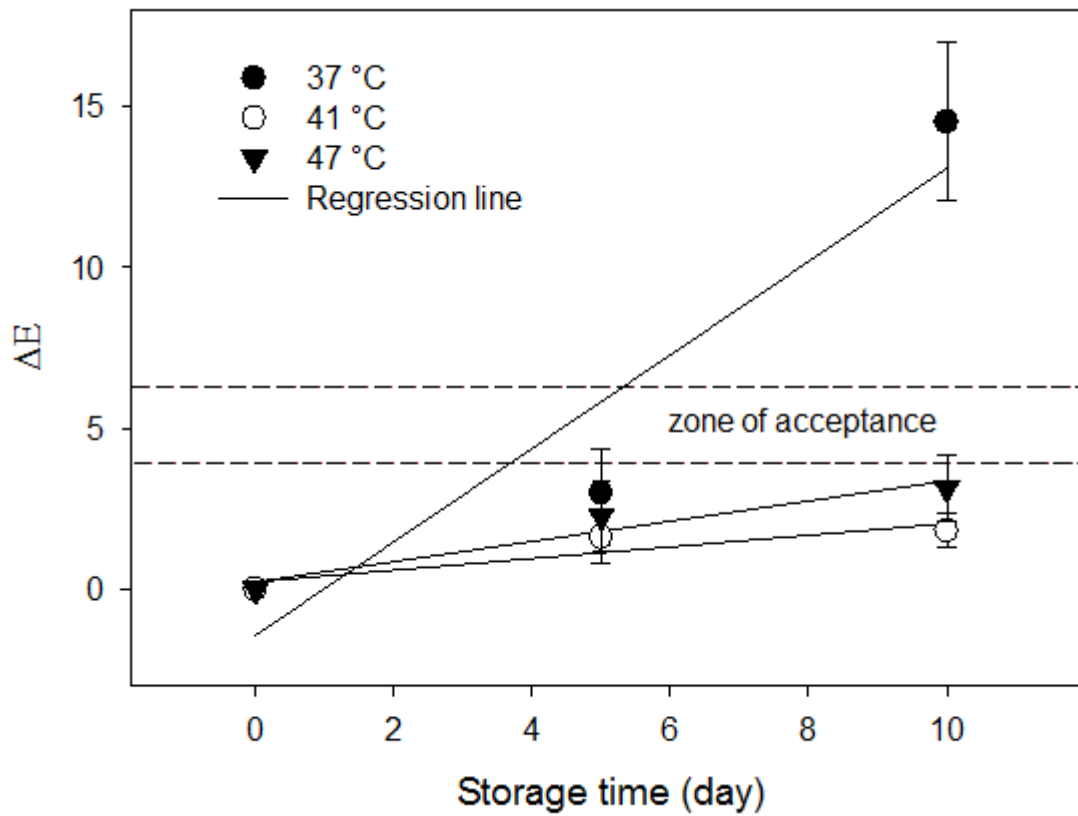 37 °C
41 °C
47 °C
Regression line
15
10
5
0
ΔE
zone of acceptance
0 2 4 6 8 10
Storage time (day)